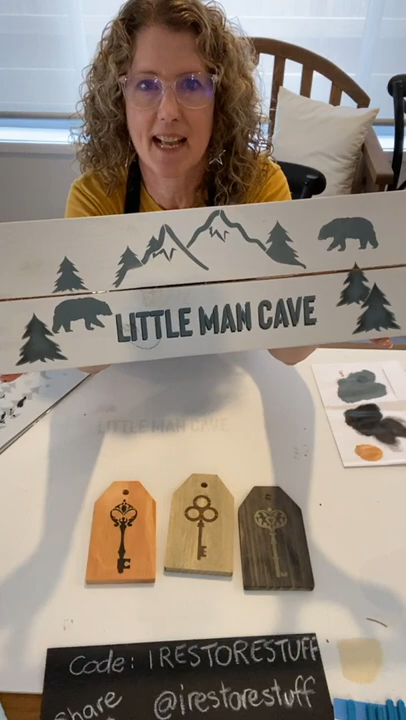 LITTLE MAN CAVE
LITTLE MAN CAVE
Code: IRESTORESTUFF
Share @irestorestuff